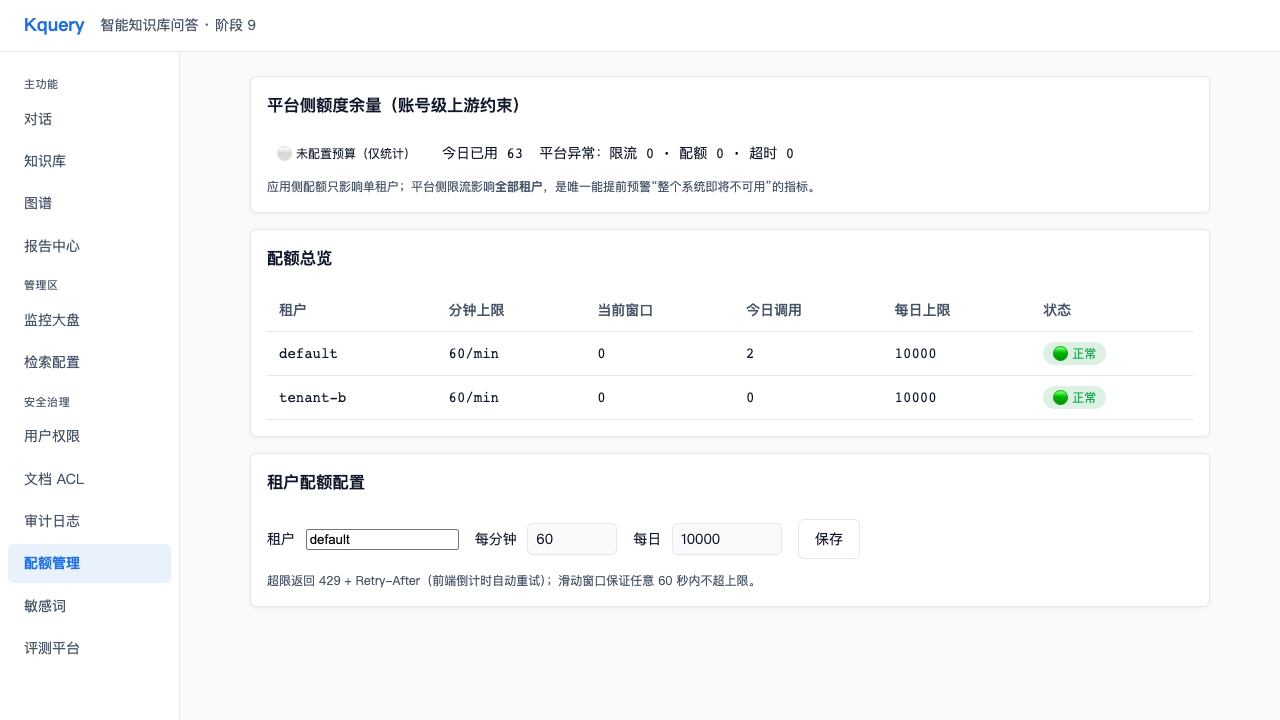 Kquery 智能知识库问答 · 阶段 9
主功能
对话
知识库
图谱
报告中心
管理区
监控大盘
检索配置
安全治理
用户权限
文档 ACL
审计日志
配额管理
敏感词
评测平台
平台侧额度余量（账号级上游约束）
未配置预算（仅统计） 今日已用 63 平台异常：限流 0 · 配额 0 · 超时 0
应用侧配额只影响单租户；平台侧限流影响全部租户，是唯一能提前预警“整个系统即将不可用”的指标。
配额总览
租户 分钟上限 当前窗口 今日调用 每日上限 状态
default 60/min 0 2 10000 正常
tenant-b 60/min 0 0 10000 正常
租户配额配置
租户 default 每分钟 60 每日 10000 保存
超限返回 429 + Retry-After（前端倒计时自动重试）；滑动窗口保证任意 60 秒内不超上限。